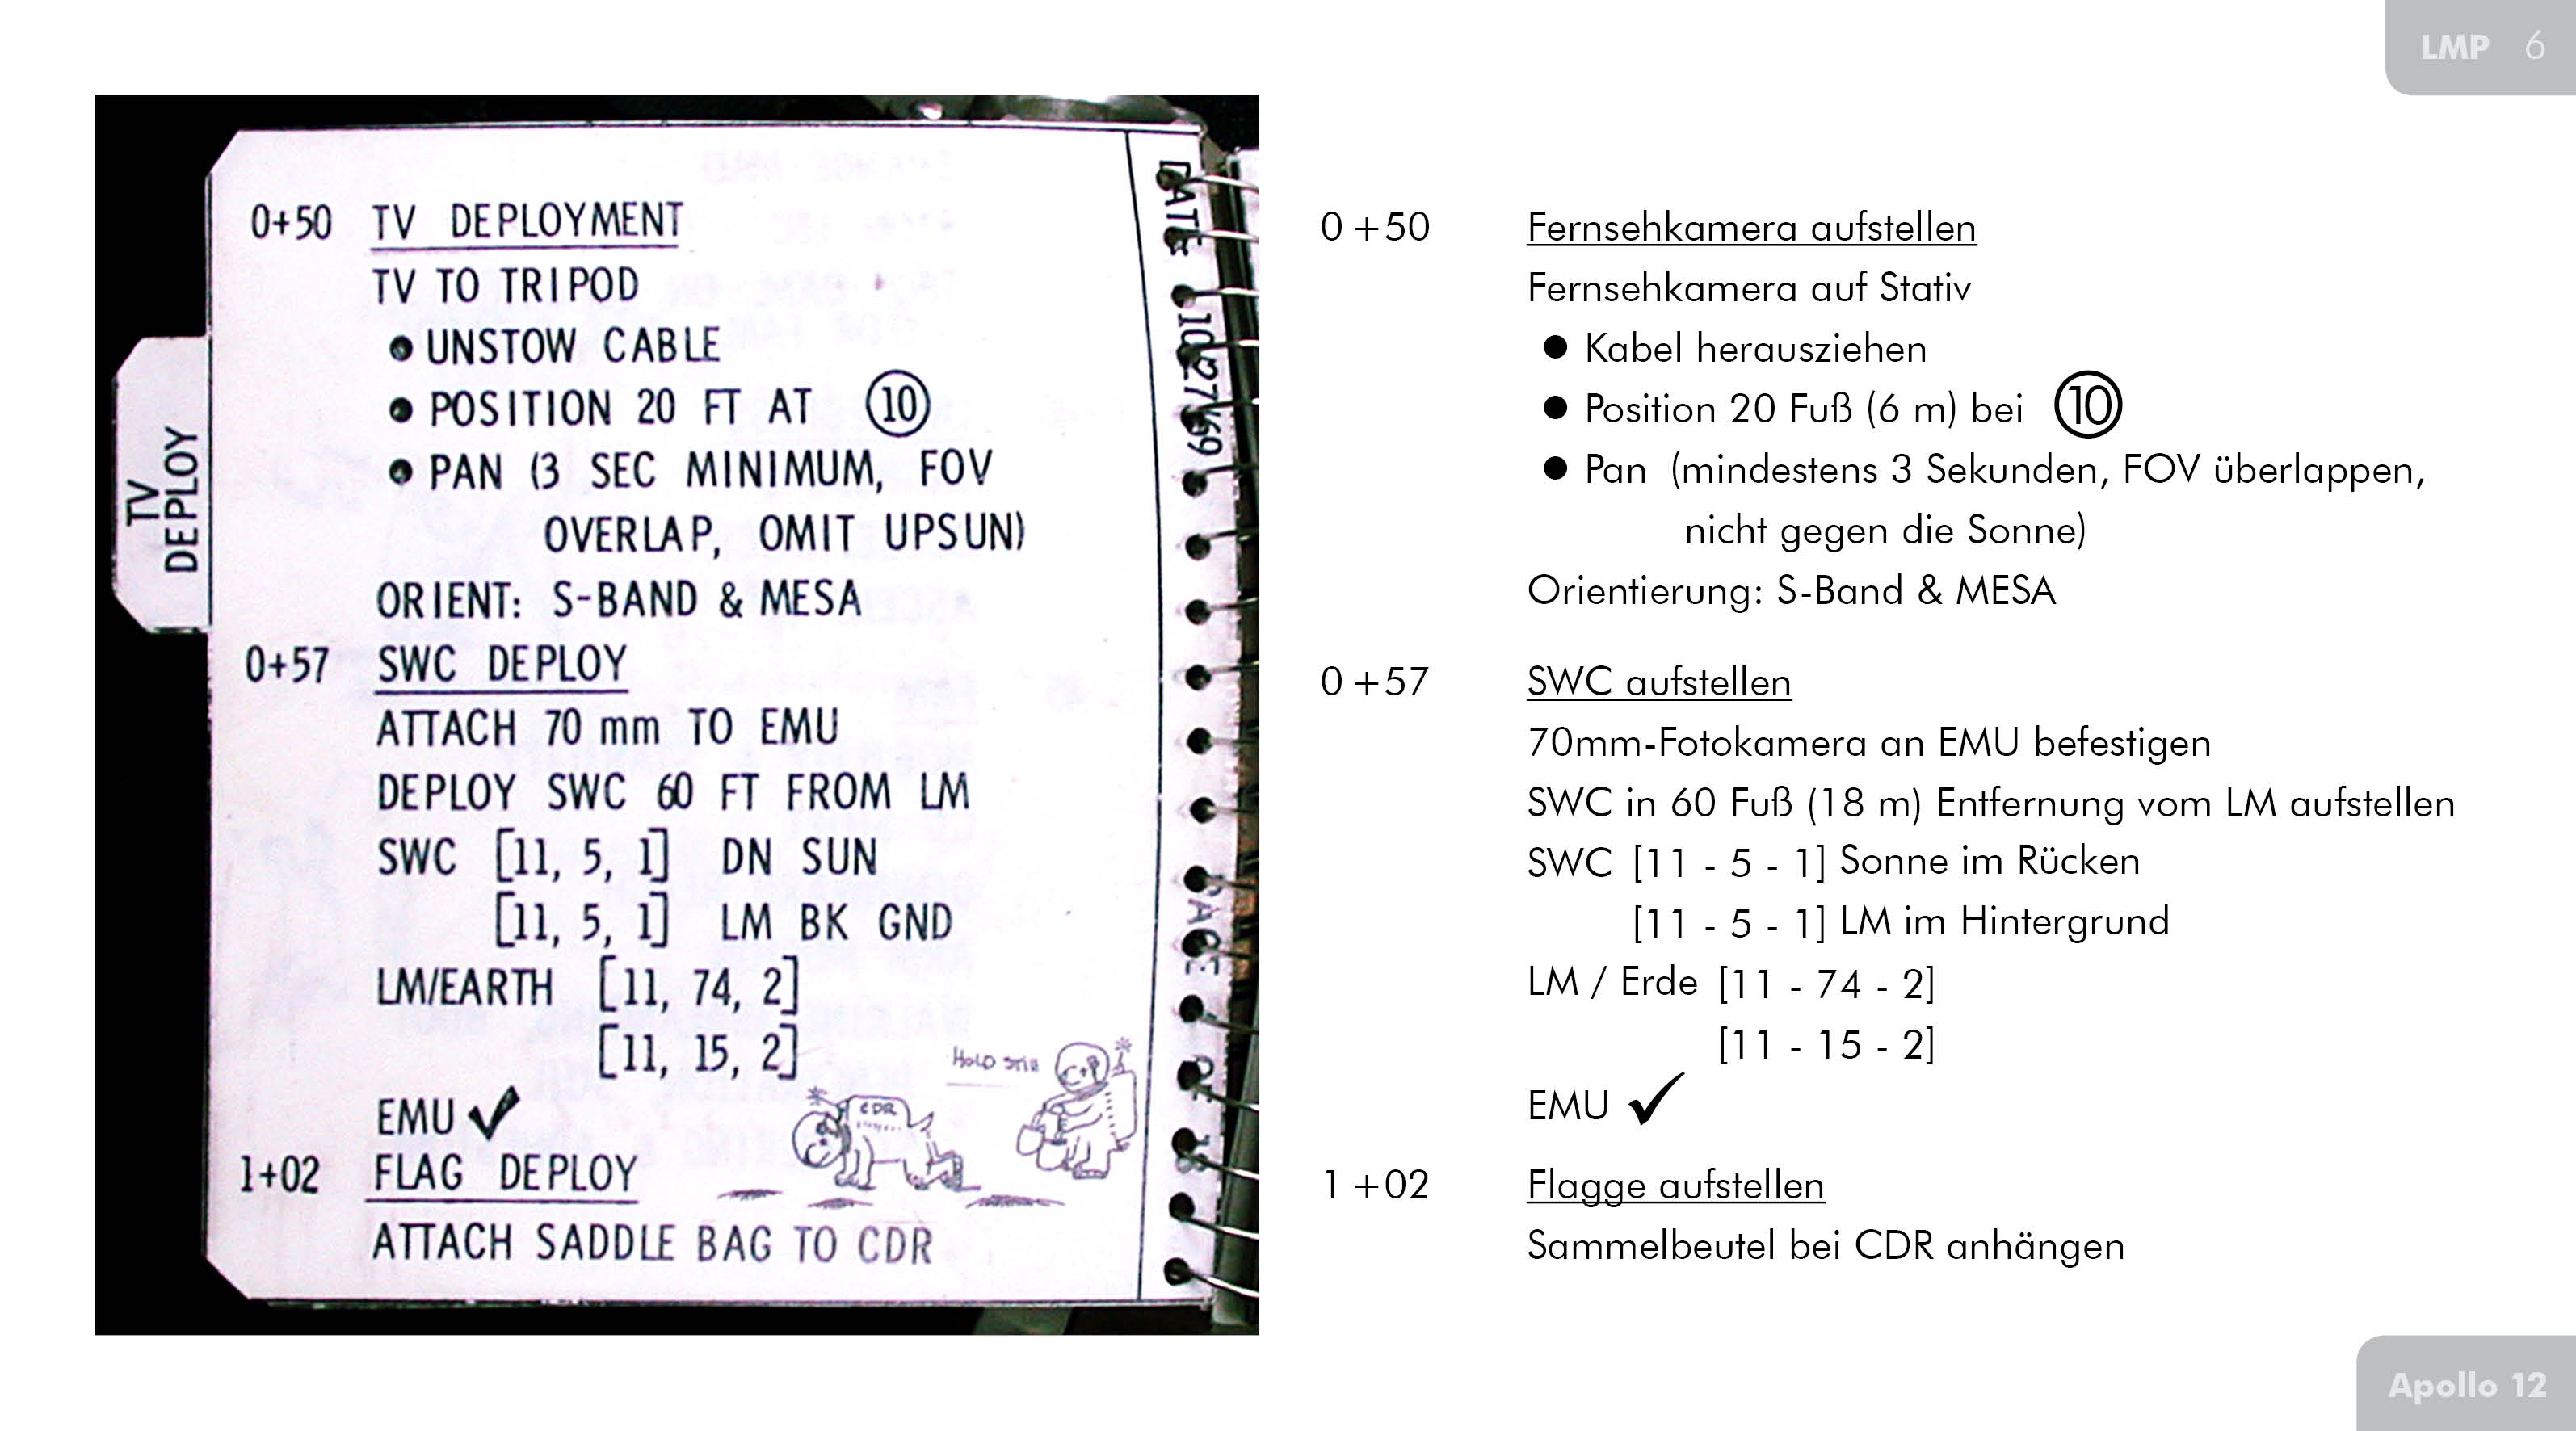 LMP 6
TV DEPLOY
0+50 TV DEPLOYMENT
TV TO TRIPOD
● UNSTOW CABLE
● POSITION 20 FT AT ⑩
● PAN (3 SEC MINIMUM, FOV
OVERLAP, OMIT UPSUN)
ORIENT: S-BAND & MESA
0+57 SWC DEPLOY
ATTACH 70 mm TO EMU
DEPLOY SWC 60 FT FROM LM
SWC [11, 5, 1] DN SUN
[11, 5, 1] LM BK GND
LM/EARTH [11, 74, 2]
[11, 15, 2]
EMU ✓
HOLD STILL
CDR
1+02 FLAG DEPLOY
ATTACH SADDLE BAG TO CDR
DATE 10/27/69
PAGE OF
0+50 Fernsehkamera aufstellen
Fernsehkamera auf Stativ
● Kabel herausziehen
● Position 20 Fuß (6 m) bei ⑩
● Pan (mindestens 3 Sekunden, FOV überlappen,
nicht gegen die Sonne)
Orientierung: S-Band & MESA
0+57 SWC aufstellen
70mm-Fotokamera an EMU befestigen
SWC in 60 Fuß (18 m) Entfernung vom LM aufstellen
SWC [11 - 5 - 1] Sonne im Rücken
[11 - 5 - 1] LM im Hintergrund
LM / Erde [11 - 74 - 2]
[11 - 15 - 2]
EMU ✓
1+02 Flagge aufstellen
Sammelbeutel bei CDR anhängen
Apollo 12